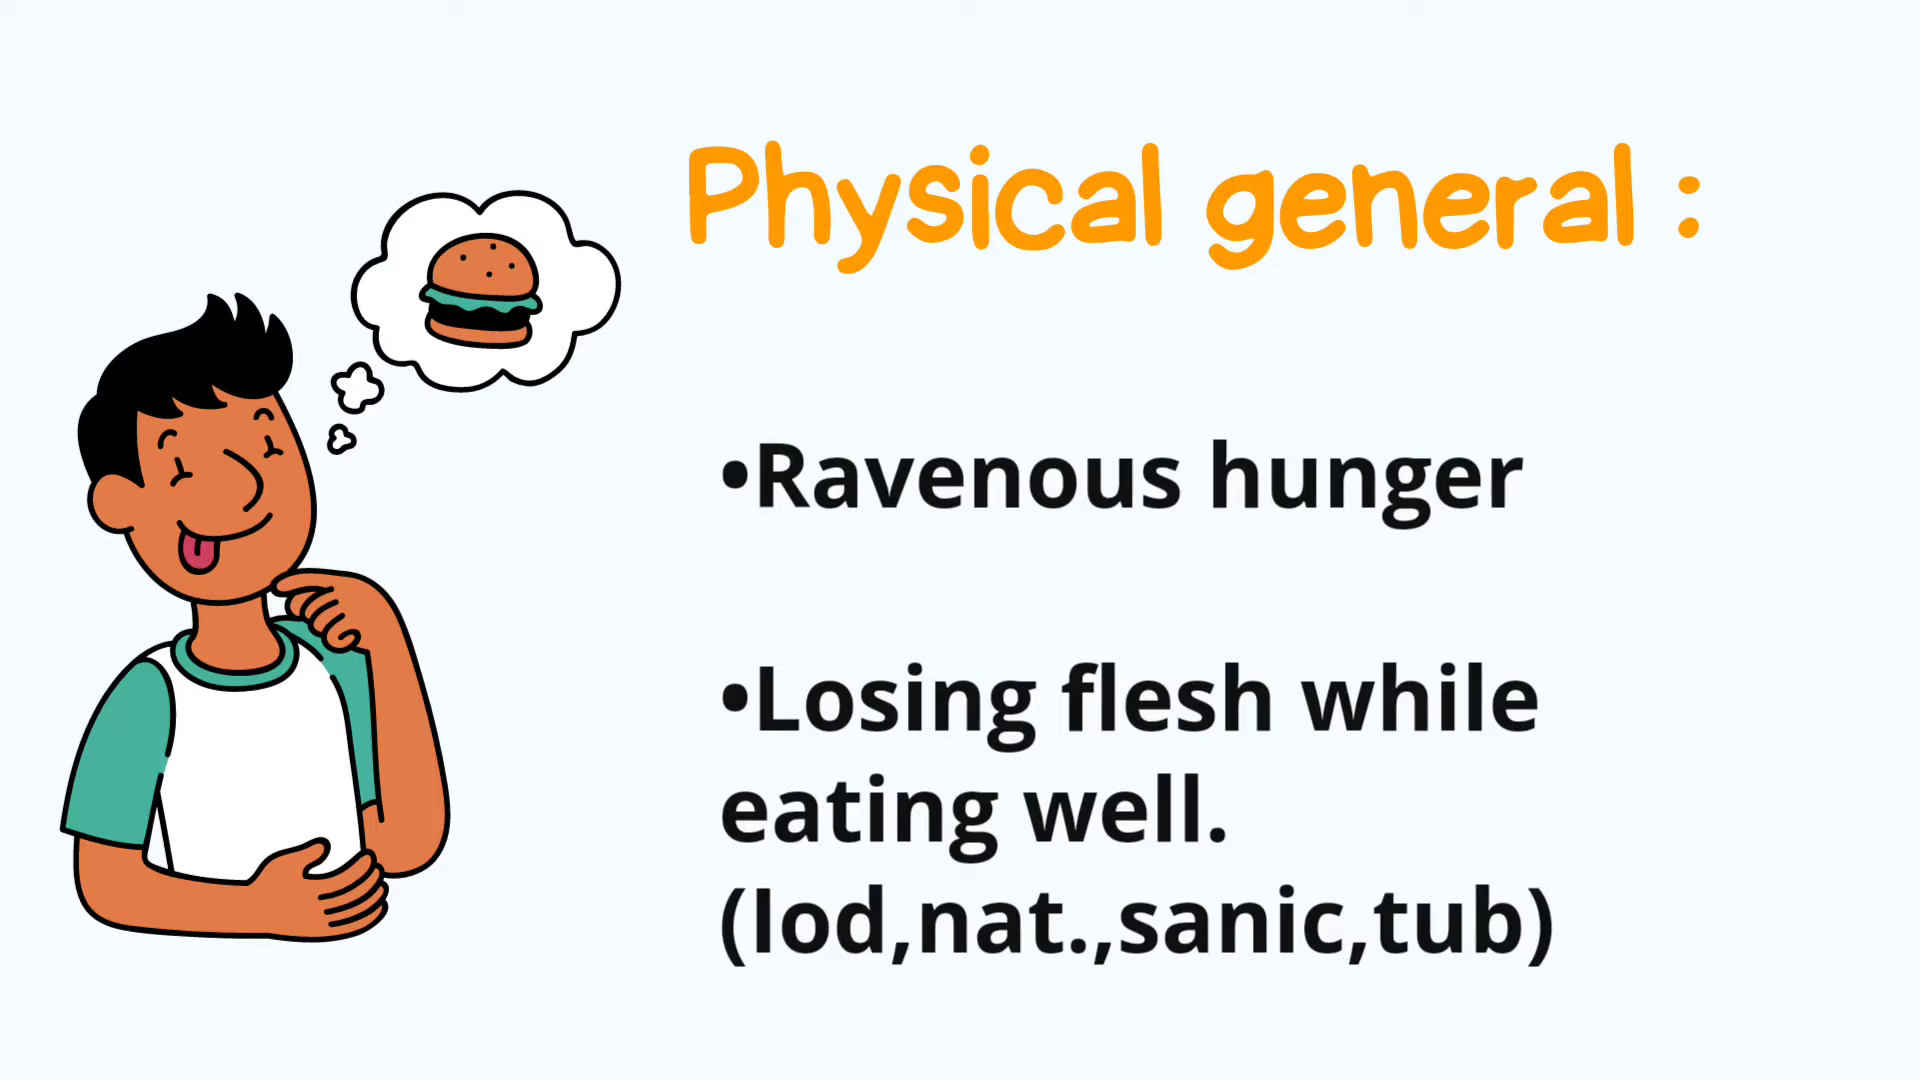 Physical general :
•Ravenous hunger
•Losing flesh while
eating well.
(Iod,nat.,sanic,tub)